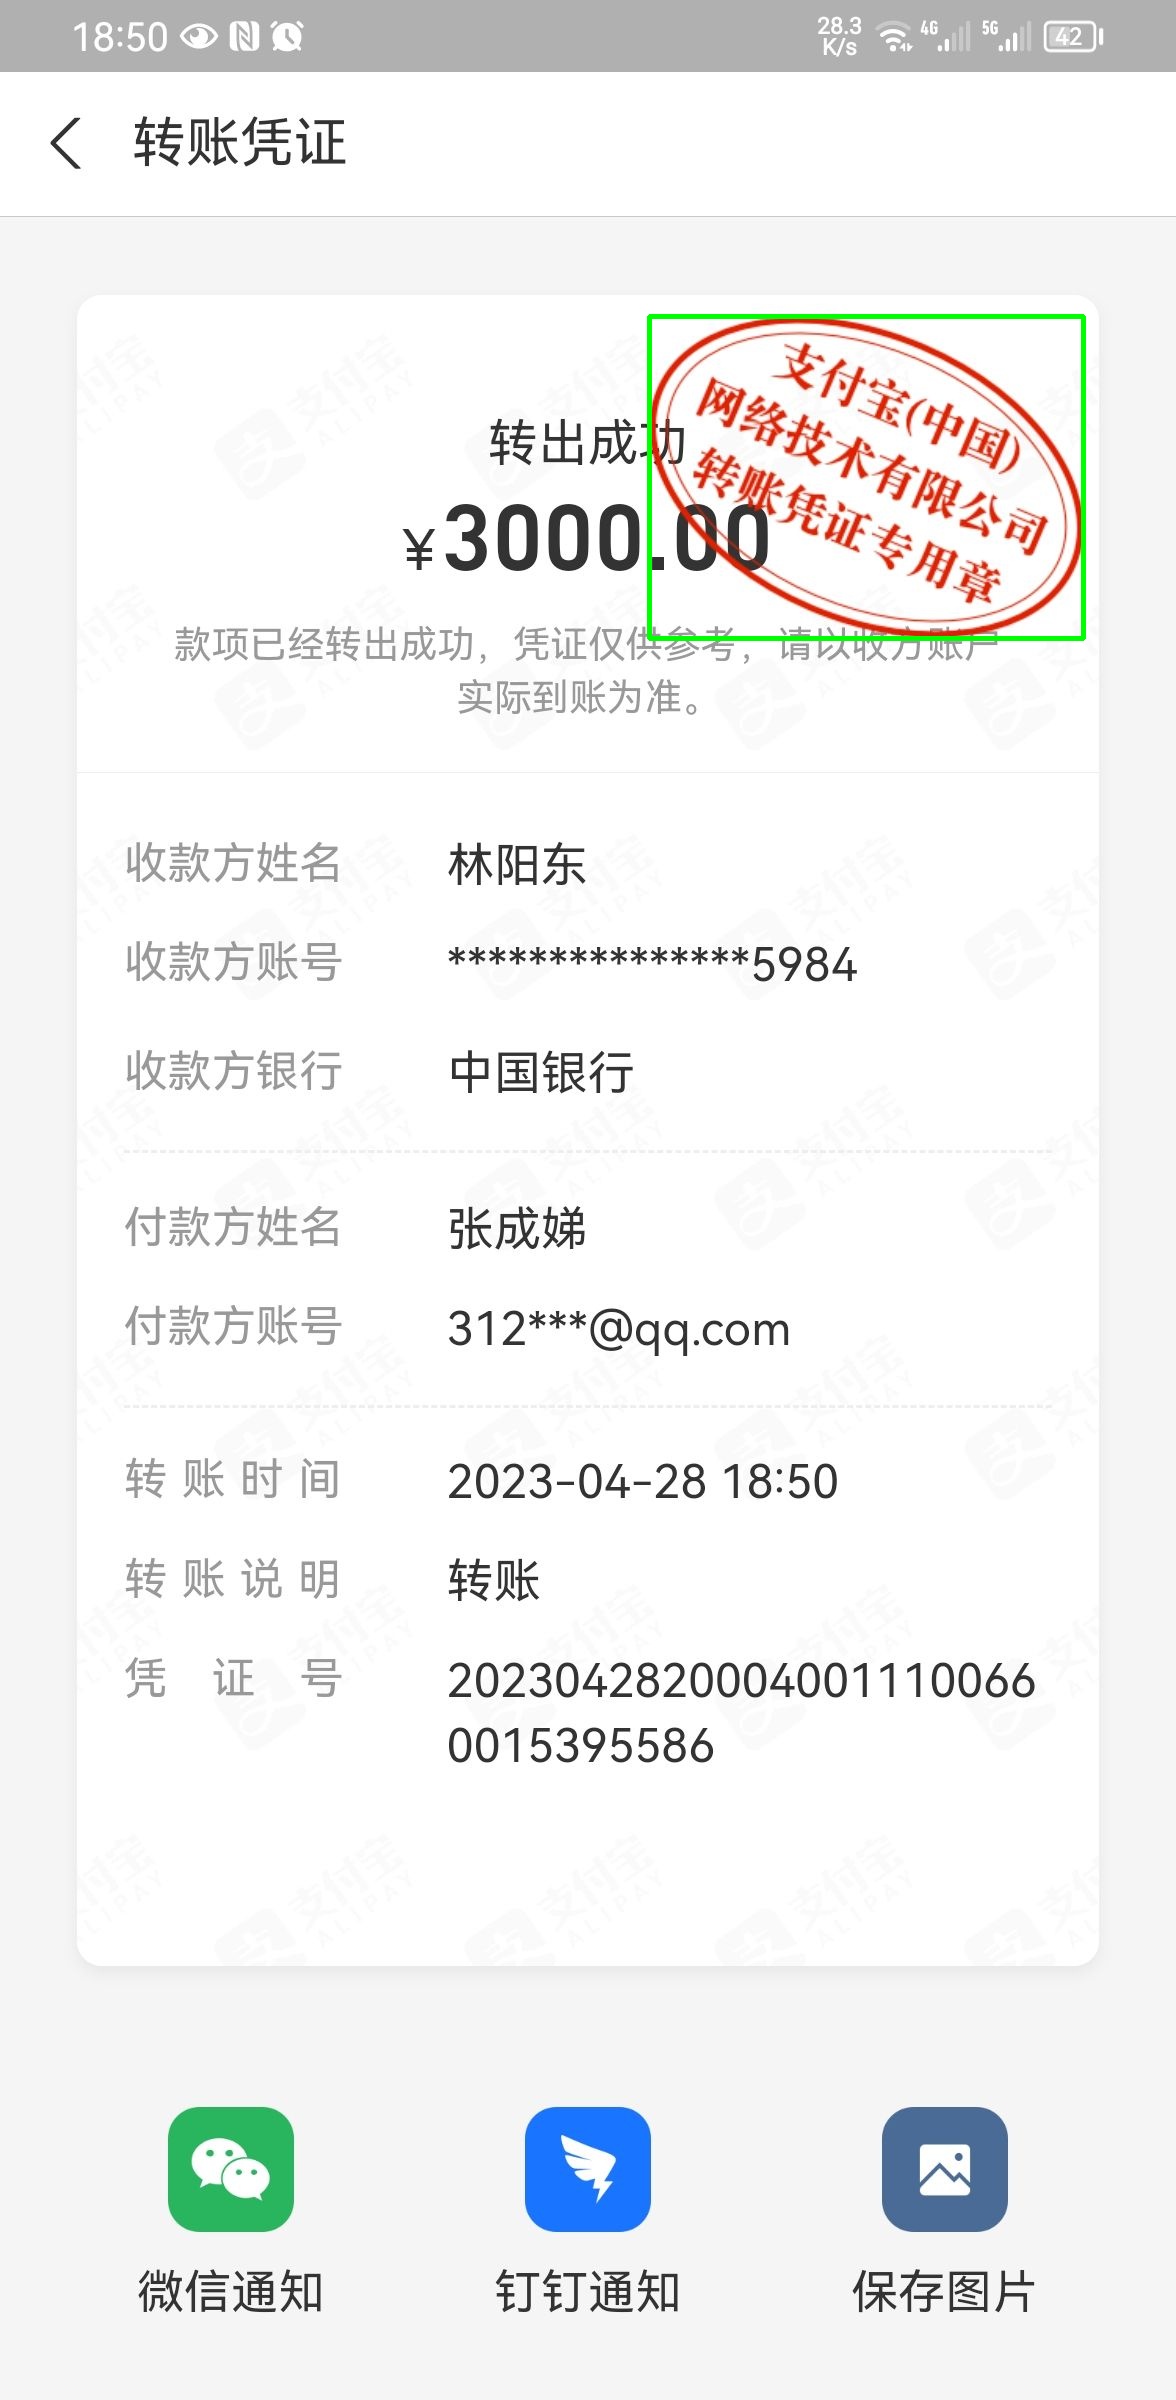 18:50
28.3
K/s
4G
5G
42
转账凭证
支付宝(中国)
网络技术有限公司
转账凭证专用章
转出成功
¥3000.00
款项已经转出成功，凭证仅供参考，请以收方账户
实际到账为准。
收款方姓名 林阳东
收款方账号 ***************5984
收款方银行 中国银行
付款方姓名 张成娣
付款方账号 312***@qq.com
转账时间 2023-04-28 18:50
转账说明 转账
凭证号 2023042820004001110066
0015395586
支付宝
ALIPAY
微信通知
钉钉通知
保存图片